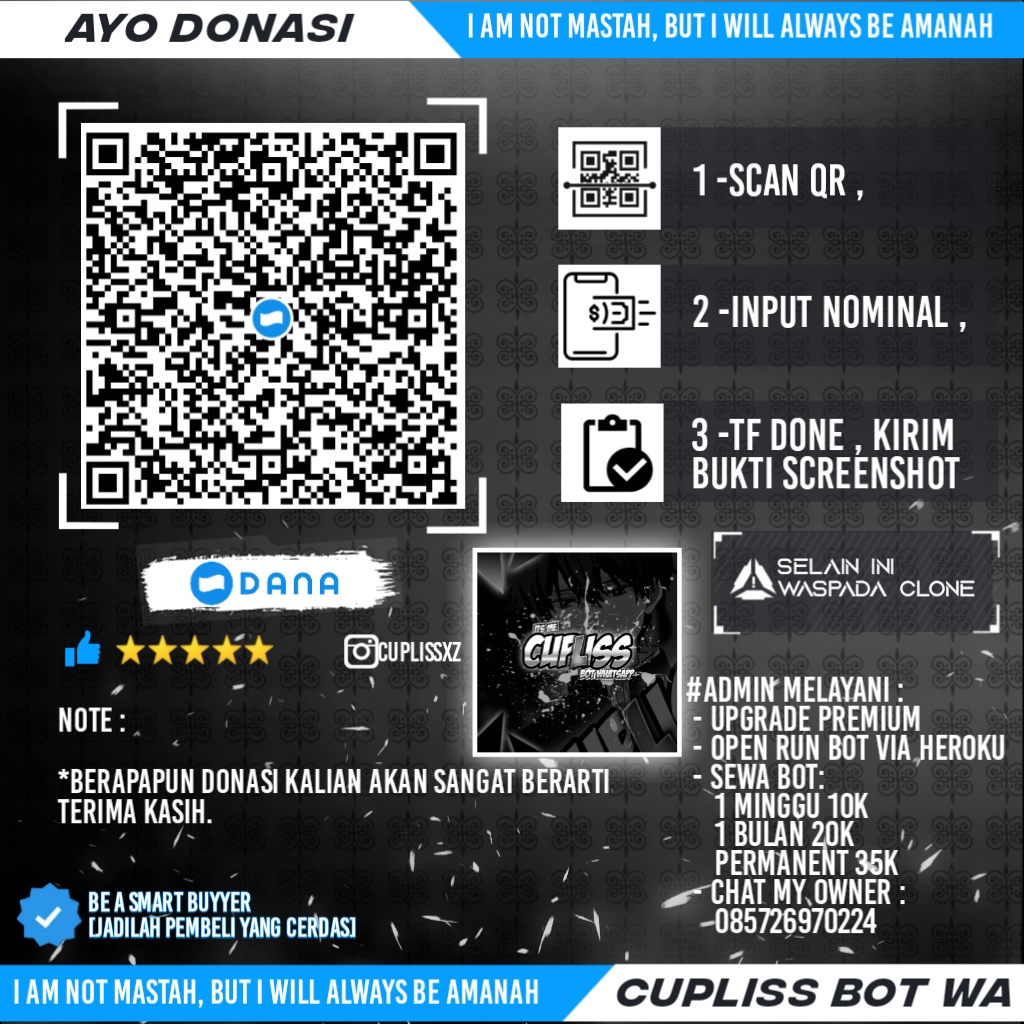 AYO DONASI
I AM NOT MASTAH, BUT I WILL ALWAYS BE AMANAH
1 -SCAN QR ,
2 -INPUT NOMINAL ,
3 -TF DONE , KIRIM
BUKTI SCREENSHOT
DANA
SELAIN INI
WASPADA CLONE
CUPLISSXZ
ITS ME
CUFLISS
BOT WHATSAPP
NOTE :
*BERAPAPUN DONASI KALIAN AKAN SANGAT BERARTI
TERIMA KASIH.
#ADMIN MELAYANI :
- UPGRADE PREMIUM
- OPEN RUN BOT VIA HEROKU
- SEWA BOT:
1 MINGGU 10K
1 BULAN 20K
PERMANENT 35K
- CHAT MY OWNER :
085726970224
BE A SMART BUYYER
[JADILAH PEMBELI YANG CERDAS]
I AM NOT MASTAH, BUT I WILL ALWAYS BE AMANAH
CUPLISS BOT WA